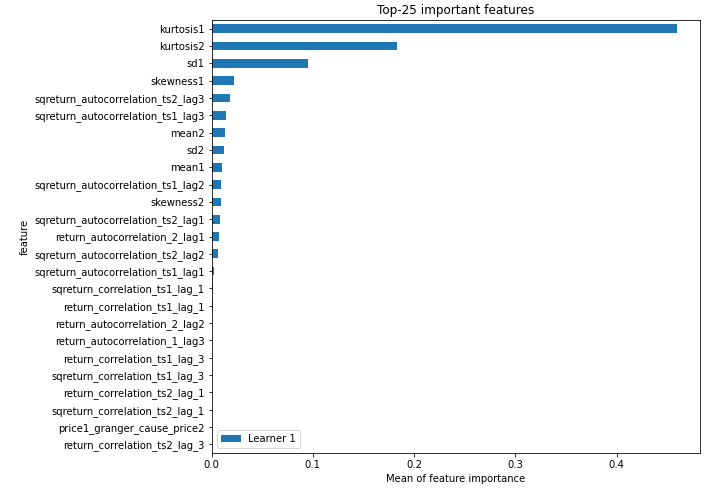 Top-25 important features
kurtosis1
kurtosis2
sd1
skewness1
sqreturn_autocorrelation_ts2_lag3
sqreturn_autocorrelation_ts1_lag3
mean2
sd2
mean1
sqreturn_autocorrelation_ts1_lag2
skewness2
sqreturn_autocorrelation_ts2_lag1
return_autocorrelation_2_lag1
sqreturn_autocorrelation_ts2_lag2
sqreturn_autocorrelation_ts1_lag1
sqreturn_correlation_ts1_lag_1
return_correlation_ts1_lag_1
return_autocorrelation_2_lag2
return_autocorrelation_1_lag3
return_correlation_ts1_lag_3
sqreturn_correlation_ts1_lag_3
return_correlation_ts2_lag_1
sqreturn_correlation_ts2_lag_1
price1_granger_cause_price2
return_correlation_ts2_lag_3
feature
Learner 1
0.0 0.1 0.2 0.3 0.4
Mean of feature importance